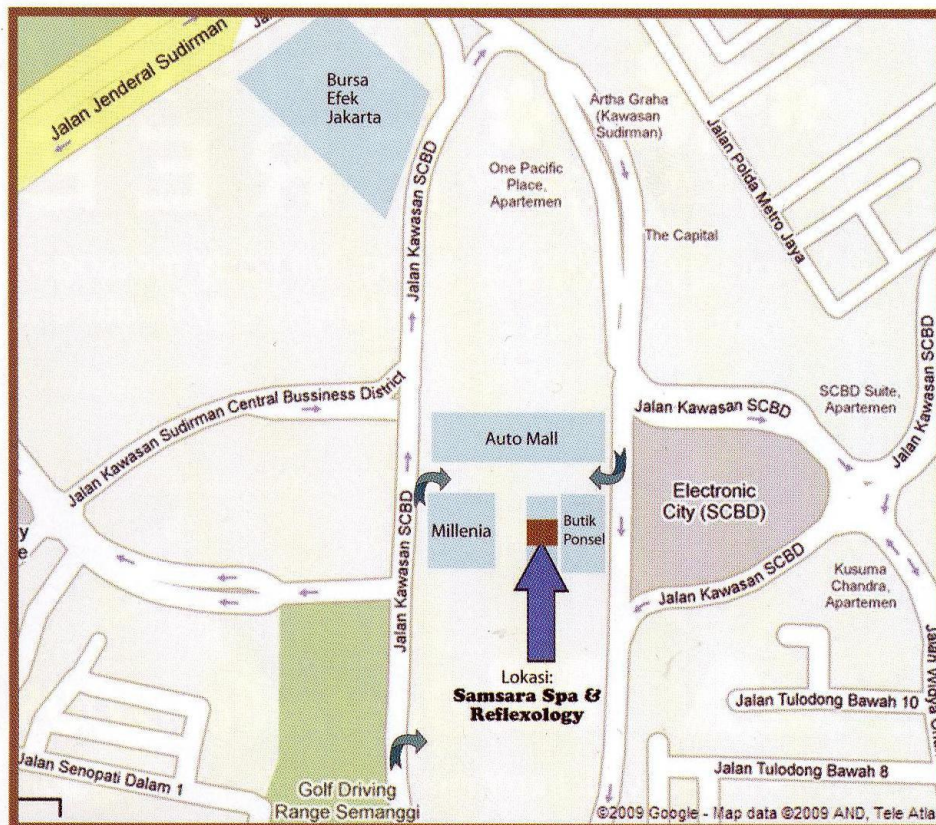 Jalan Jenderal Sudirman
Bursa
Efek
Jakarta
Artha Graha
(Kawasan
Sudirman)
Jalan Polda Metro Jaya
One Pacific
Place,
Apartemen
Jalan Kawasan SCBD
The Capital
Jalan Kawasan Sudirman Central Bussiness District
Jalan Kawasan SCBD
SCBD Suite,
Apartemen
Jalan Kawasan SCBD
Auto Mall
Electronic
City (SCBD)
Jalan Kawasan SCBD
Millenia
Butik
Ponsel
Jalan Kawasan SCBD
Jalan Kawasan SCBD
Kusuma
Chandra,
Apartemen
Lokasi:
Samsara Spa &
Reflexology
Jalan Tulodong Bawah 10
Jalan Senopati Dalam 1
Jalan Tulodong Bawah 8
Golf Driving
Range Semanggi
©2009 Google - Map data ©2009 AND, Tele Atla